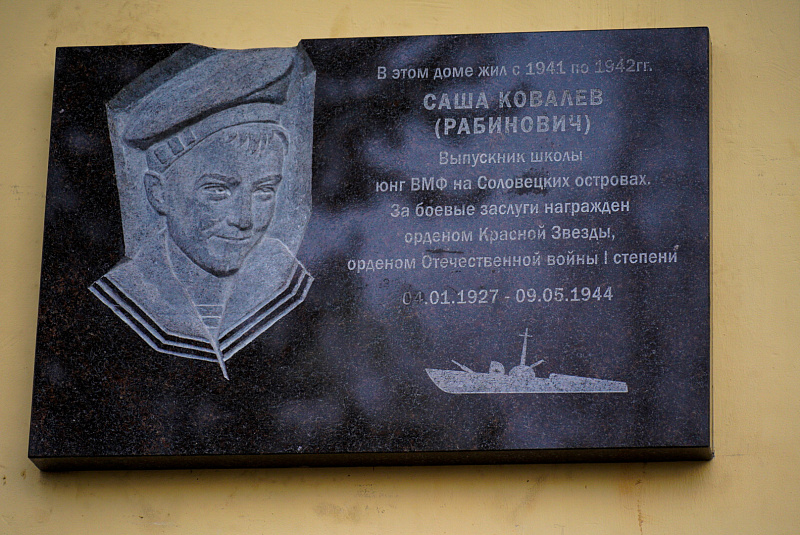 В этом доме жил с 1941 по 1942гг.
САША КОВАЛЕВ
(РАБИНОВИЧ)
Выпускник школы
юнг ВМФ на Соловецких островах.
За боевые заслуги награжден
орденом Красной Звезды,
орденом Отечественной войны I степени
04.01.1927 - 09.05.1944